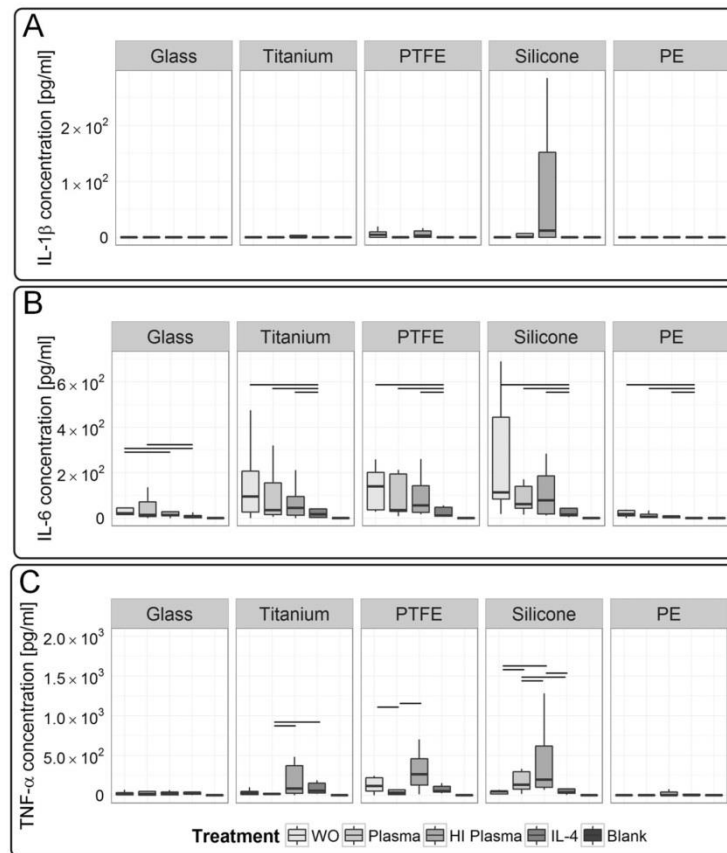 A
Glass Titanium PTFE Silicone PE
IL-1β concentration [pg/ml]
2 × 10²
1 × 10²
0
B
Glass Titanium PTFE Silicone PE
IL-6 concentration [pg/ml]
6 × 10²
4 × 10²
2 × 10²
0
C
Glass Titanium PTFE Silicone PE
TNF-α concentration [pg/ml]
2.0 × 10³
1.5 × 10³
1.0 × 10³
5.0 × 10²
0
Treatment WO Plasma HI Plasma IL-4 Blank